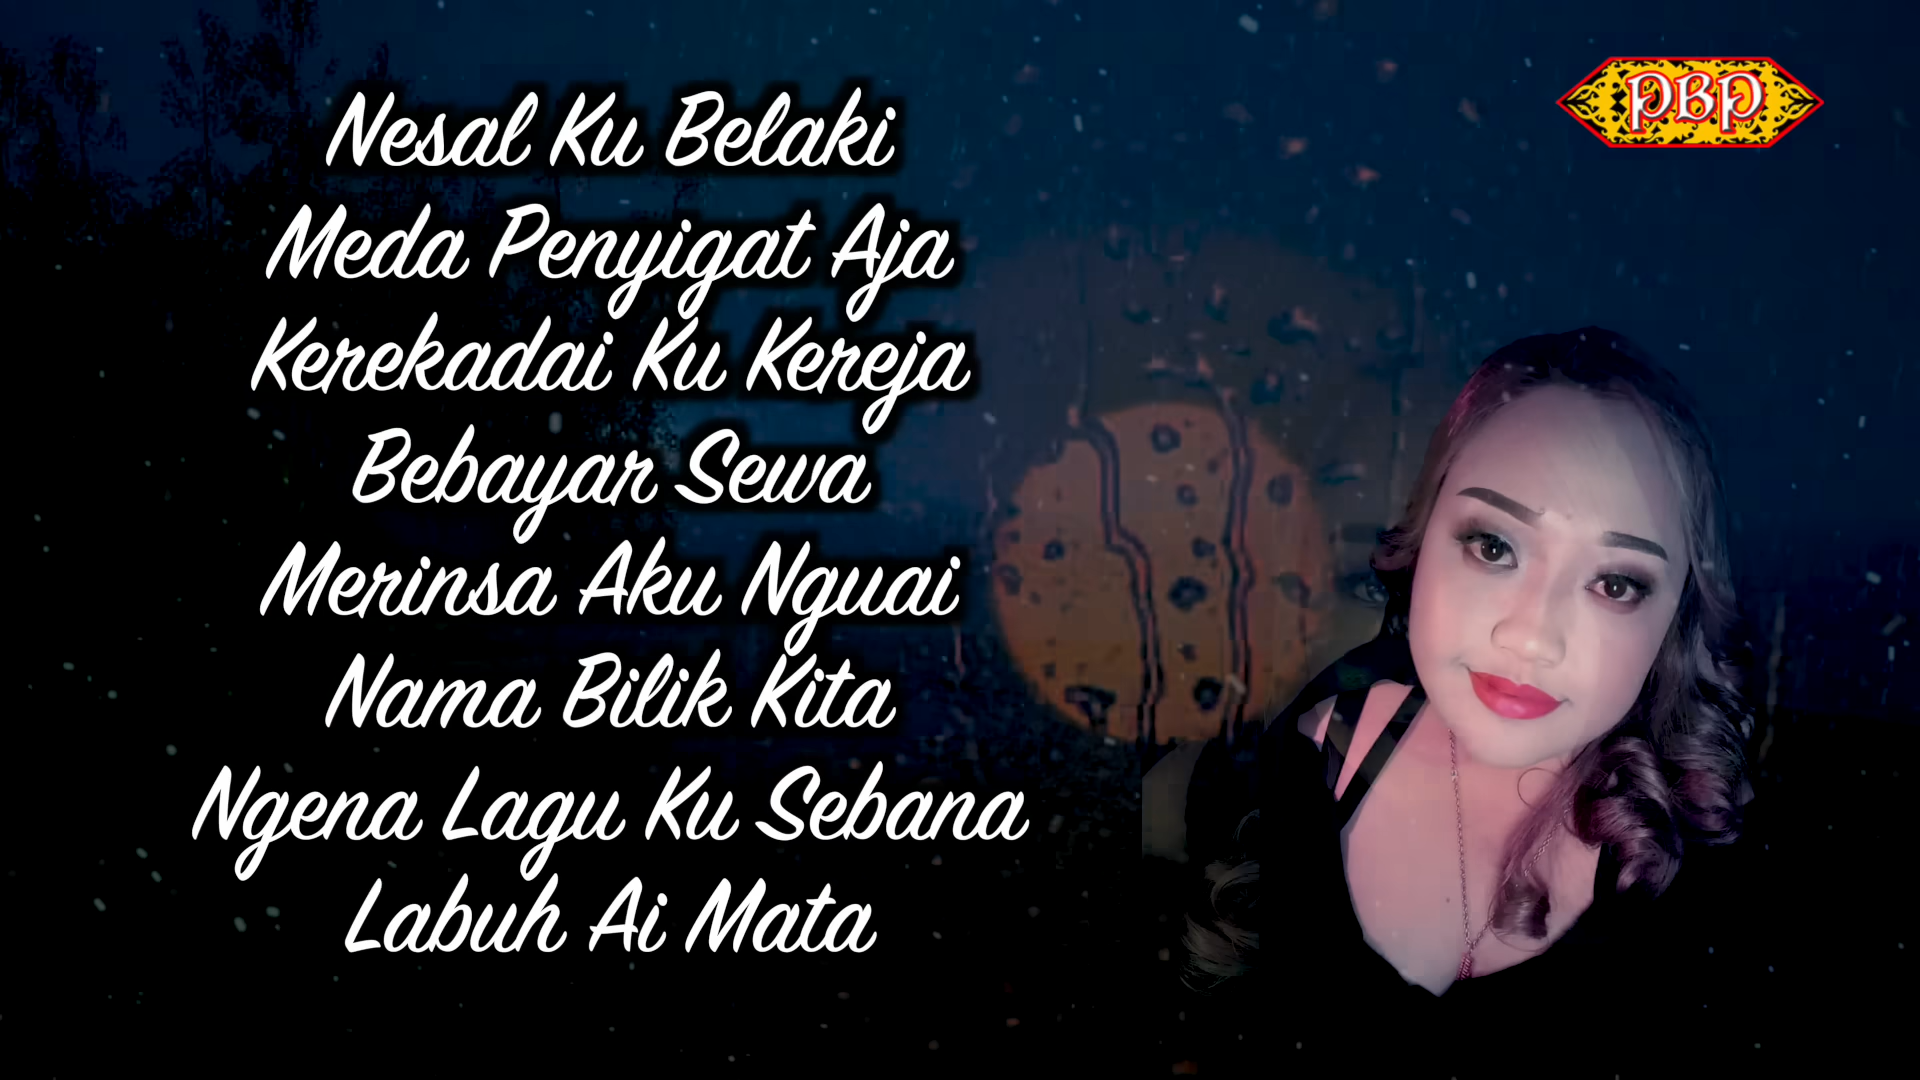 PBP
Nesal Ku Belaki
Meda Penyigat Aja
Kerekadai Ku Kereja
Bebayar Sewa
Merinsa Aku Nguai
Nama Bilik Kita
Ngena Lagu Ku Sebana
Labuh Ai Mata